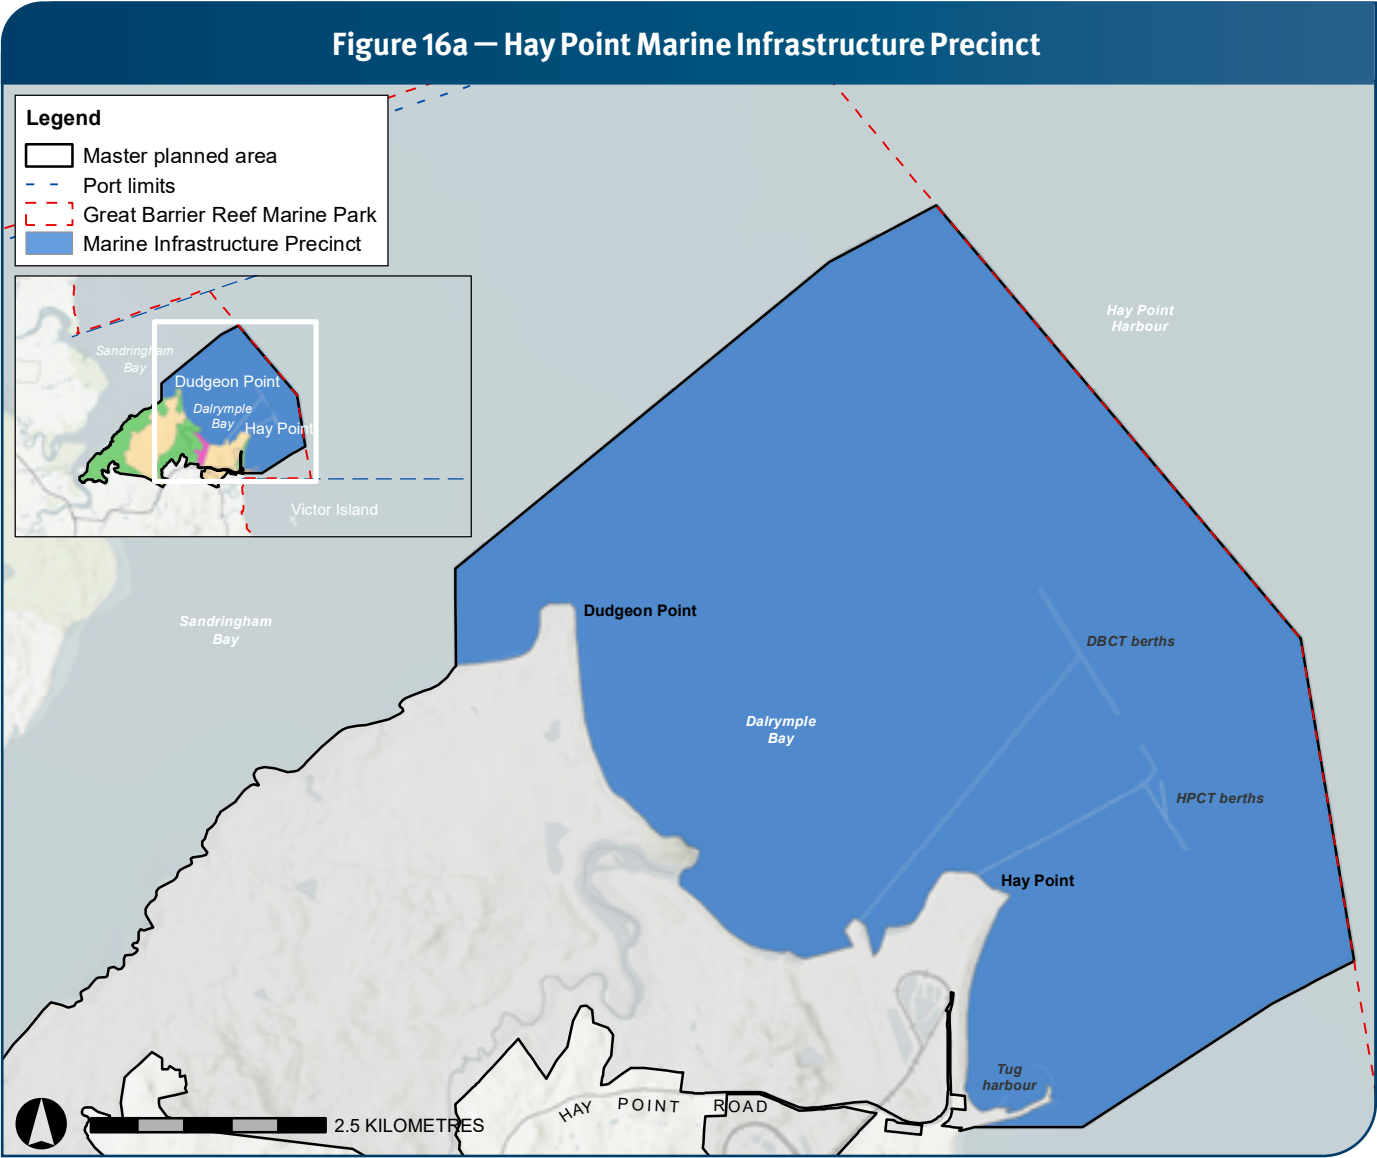 Figure 16a — Hay Point Marine Infrastructure Precinct
Legend
Master planned area
Port limits
Great Barrier Reef Marine Park
Marine Infrastructure Precinct
Sandringham
Bay
Dudgeon Point
Dalrymple
Bay
Hay Point
Victor Island
Hay Point
Harbour
Sandringham
Bay
Dudgeon Point
DBCT berths
Dalrymple
Bay
HPCT berths
Hay Point
Tug
harbour
HAY POINT ROAD
2.5 KILOMETRES